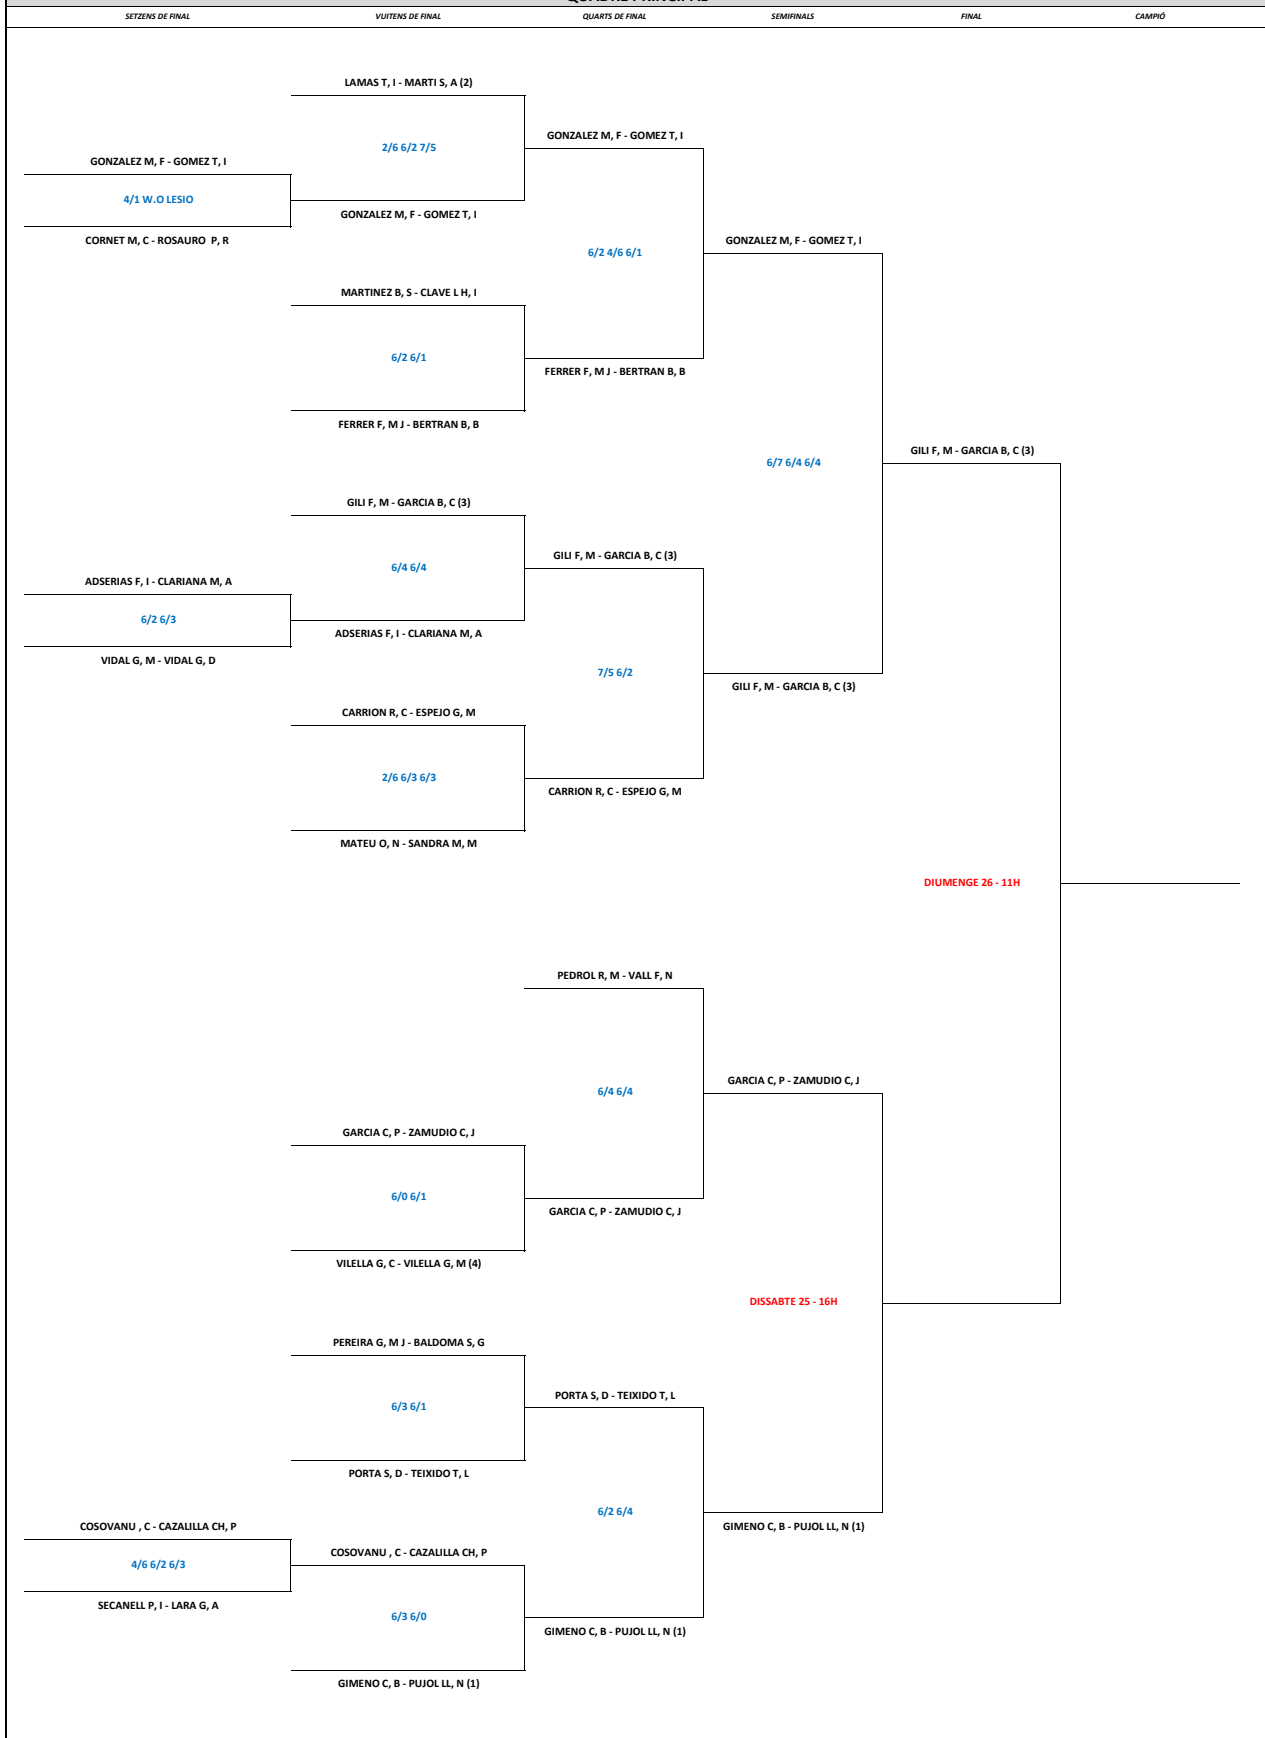 QUADRE PRINCIPAL
SETZENS DE FINAL VUITENS DE FINAL QUARTS DE FINAL SEMIFINALS FINAL CAMPIÓ
LAMAS T, I - MARTI S, A (2)
GONZALEZ M, F - GOMEZ T, I
2/6 6/2 7/5
GONZALEZ M, F - GOMEZ T, I
4/1 W.O LESIO
GONZALEZ M, F - GOMEZ T, I
CORNET M, C - ROSAURO P, R
GONZALEZ M, F - GOMEZ T, I
6/2 4/6 6/1
MARTINEZ B, S - CLAVE L H, I
6/2 6/1
FERRER F, M J - BERTRAN B, B
FERRER F, M J - BERTRAN B, B
GILI F, M - GARCIA B, C (3)
6/7 6/4 6/4
GILI F, M - GARCIA B, C (3)
GILI F, M - GARCIA B, C (3)
6/4 6/4
ADSERIAS F, I - CLARIANA M, A
6/2 6/3
ADSERIAS F, I - CLARIANA M, A
VIDAL G, M - VIDAL G, D
7/5 6/2
GILI F, M - GARCIA B, C (3)
CARRION R, C - ESPEJO G, M
2/6 6/3 6/3
CARRION R, C - ESPEJO G, M
MATEU O, N - SANDRA M, M
DIUMENGE 26 - 11H
PEDROL R, M - VALL F, N
GARCIA C, P - ZAMUDIO C, J
6/4 6/4
GARCIA C, P - ZAMUDIO C, J
6/0 6/1
GARCIA C, P - ZAMUDIO C, J
VILELLA G, C - VILELLA G, M (4)
DISSABTE 25 - 16H
PEREIRA G, M J - BALDOMA S, G
PORTA S, D - TEIXIDO T, L
6/3 6/1
PORTA S, D - TEIXIDO T, L
6/2 6/4
COSOVANU , C - CAZALILLA CH, P
GIMENO C, B - PUJOL LL, N (1)
COSOVANU , C - CAZALILLA CH, P
4/6 6/2 6/3
SECANELL P, I - LARA G, A
6/3 6/0
GIMENO C, B - PUJOL LL, N (1)
GIMENO C, B - PUJOL LL, N (1)